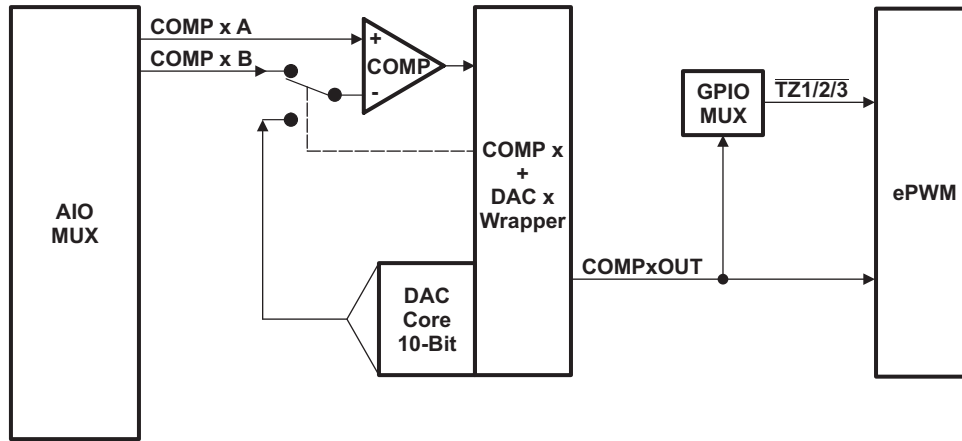 COMP x A
COMP x B
+
COMP
-
AIO
MUX
COMP x
+
DAC x
Wrapper
DAC
Core
10-Bit
COMPxOUT
GPIO
MUX
TZ1/2/3
ePWM